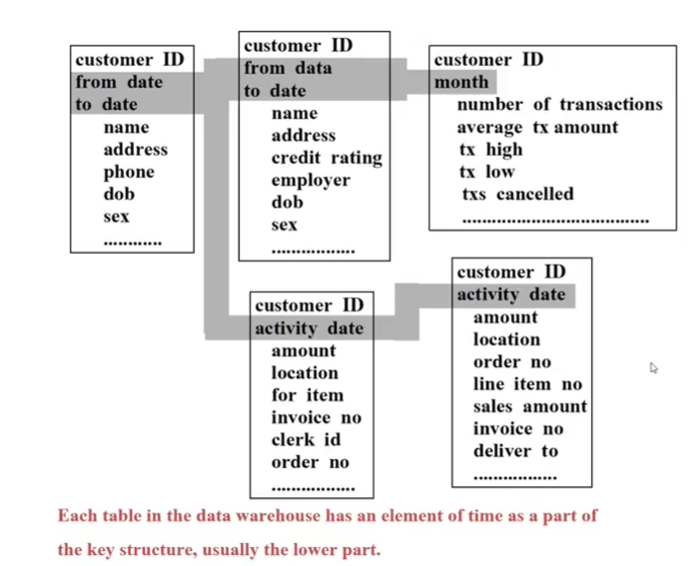 customer ID
from date
to date
name
address
phone
dob
sex
............
customer ID
from data
to date
name
address
credit rating
employer
dob
sex
.................
customer ID
month
number of transactions
average tx amount
tx high
tx low
txs cancelled
......................................
customer ID
activity date
amount
location
for item
invoice no
clerk id
order no
.................
customer ID
activity date
amount
location
order no
line item no
sales amount
invoice no
deliver to
.................
Each table in the data warehouse has an element of time as a part of
the key structure, usually the lower part.